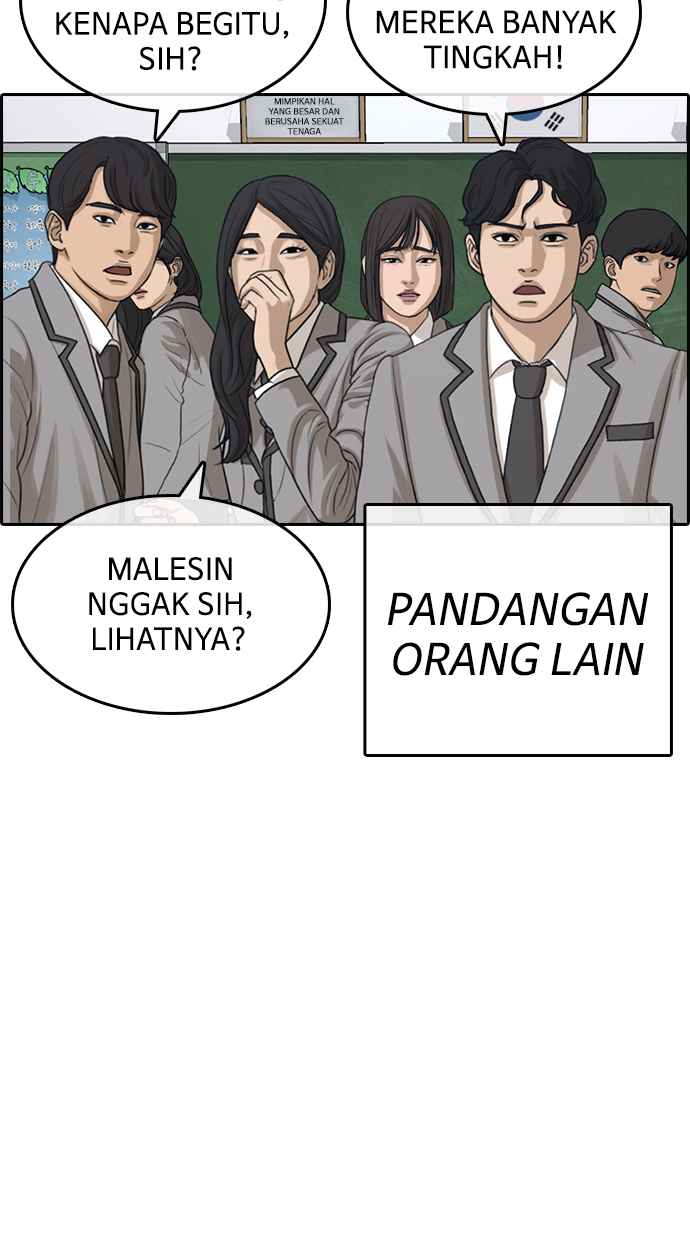 KENAPA BEGITU,
SIH?
MEREKA BANYAK
TINGKAH!
MIMPIKAN HAL
YANG BESAR DAN
BERUSAHA SEKUAT
TENAGA
MALESIN
NGGAK SIH,
LIHATNYA?
PANDANGAN
ORANG LAIN